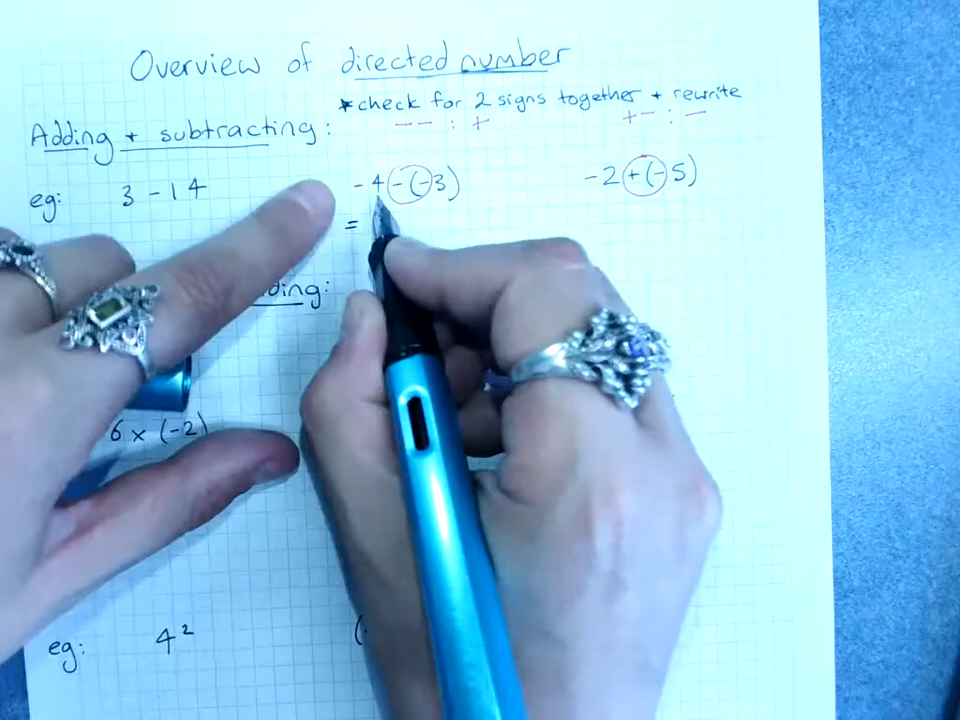 Overview of directed number
*check for 2 signs together + rewrite
Adding + subtracting: -- : + +- : -
eg: 3 - 14 -4 -(-3) -2 +(-5)
=
ding:
6 x (-2)
eg: 4² (-